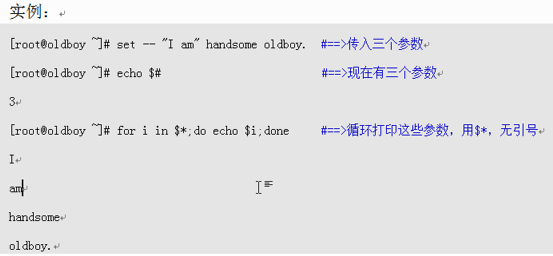 实例：
[root@oldboy ~]# set -- "I am" handsome oldboy.  #==>传入三个参数
[root@oldboy ~]# echo $#  #==>现在有三个参数
3
[root@oldboy ~]# for i in $*;do echo $i;done  #==>循环打印这些参数，用$*，无引号
I
am
handsome
oldboy.